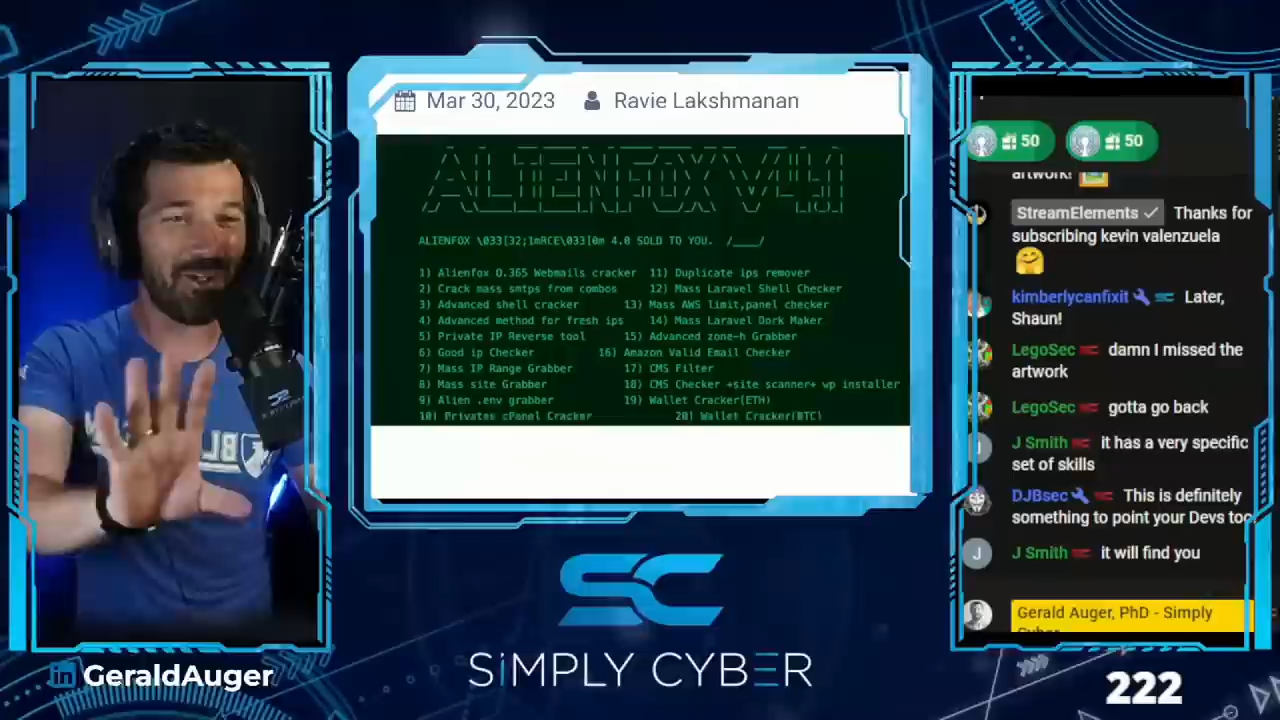 Mar 30, 2023 Ravie Lakshmanan
ALIENFOX V4.1
ALIENFOX \033[32;1mRCE\033[0m 4.0 SOLD TO YOU. /____/
1) Alienfox O.365 Webmails cracker 11) Duplicate ips remover
2) Crack mass smtps from combos 12) Mass Laravel Shell Checker
3) Advanced shell cracker 13) Mass AWS limit,panel checker
4) Advanced method for fresh ips 14) Mass Laravel Dork Maker
5) Private IP Reverse tool 15) Advanced zone-h Grabber
6) Good ip Checker 16) Amazon Valid Email Checker
7) Mass IP Range Grabber 17) CMS Filter
8) Mass site Grabber 18) CMS Checker +site scanner+ wp installer
9) Alien .env grabber 19) Wallet Cracker(ETH)
10) Privates cPanel Cracker 20) Wallet Cracker(BTC)
SC
SIMPLY CYBER
GeraldAuger
50 50
artwork!
StreamElements Thanks for
subscribing kevin valenzuela
kimberlycanfixit Later,
Shaun!
LegoSec damn I missed the
artwork
LegoSec gotta go back
J Smith it has a very specific
set of skills
DJBsec This is definitely
something to point your Devs too
J Smith it will find you
Gerald Auger, PhD - Simply
Cyber
222